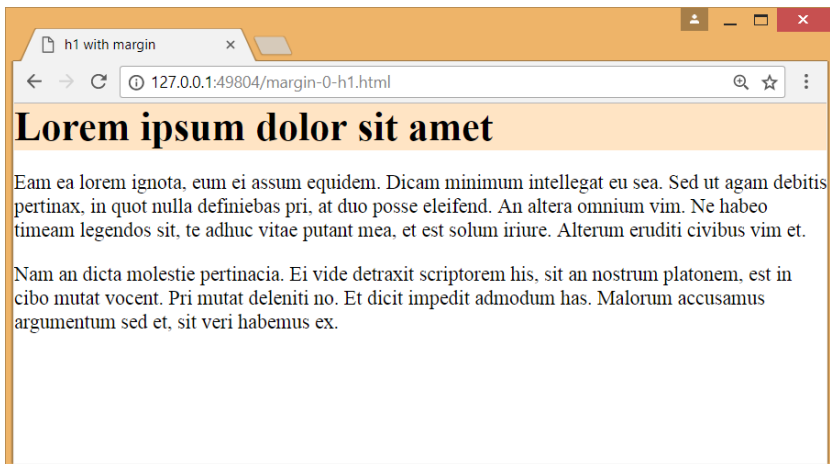 h1 with margin
127.0.0.1:49804/margin-0-h1.html
Lorem ipsum dolor sit amet
Eam ea lorem ignota, eum ei assum equidem. Dicam minimum intellegat eu sea. Sed ut agam debitis
pertinax, in quot nulla definiebas pri, at duo posse eleifend. An altera omnium vim. Ne habeo
timeam legendos sit, te adhuc vitae putant mea, et est solum iriure. Alterum eruditi civibus vim et.
Nam an dicta molestie pertinacia. Ei vide detraxit scriptorem his, sit an nostrum platonem, est in
cibo mutat vocent. Pri mutat deleniti no. Et dicit impedit admodum has. Malorum accusamus
argumentum sed et, sit veri habemus ex.